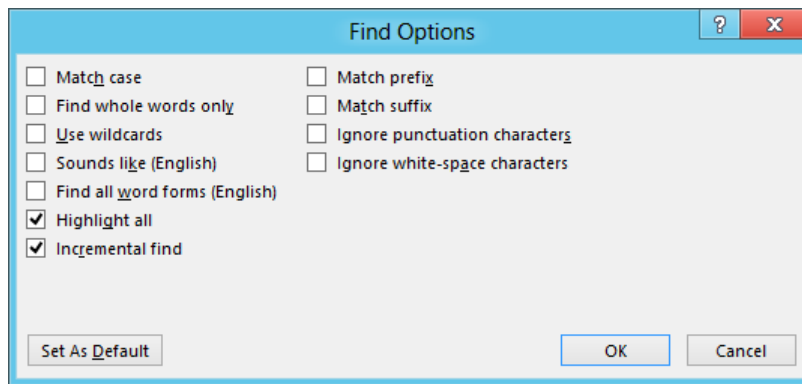 Find Options
?
X
Match case
Find whole words only
Use wildcards
Sounds like (English)
Find all word forms (English)
Highlight all
Incremental find
Match prefix
Match suffix
Ignore punctuation characters
Ignore white-space characters
Set As Default
OK
Cancel